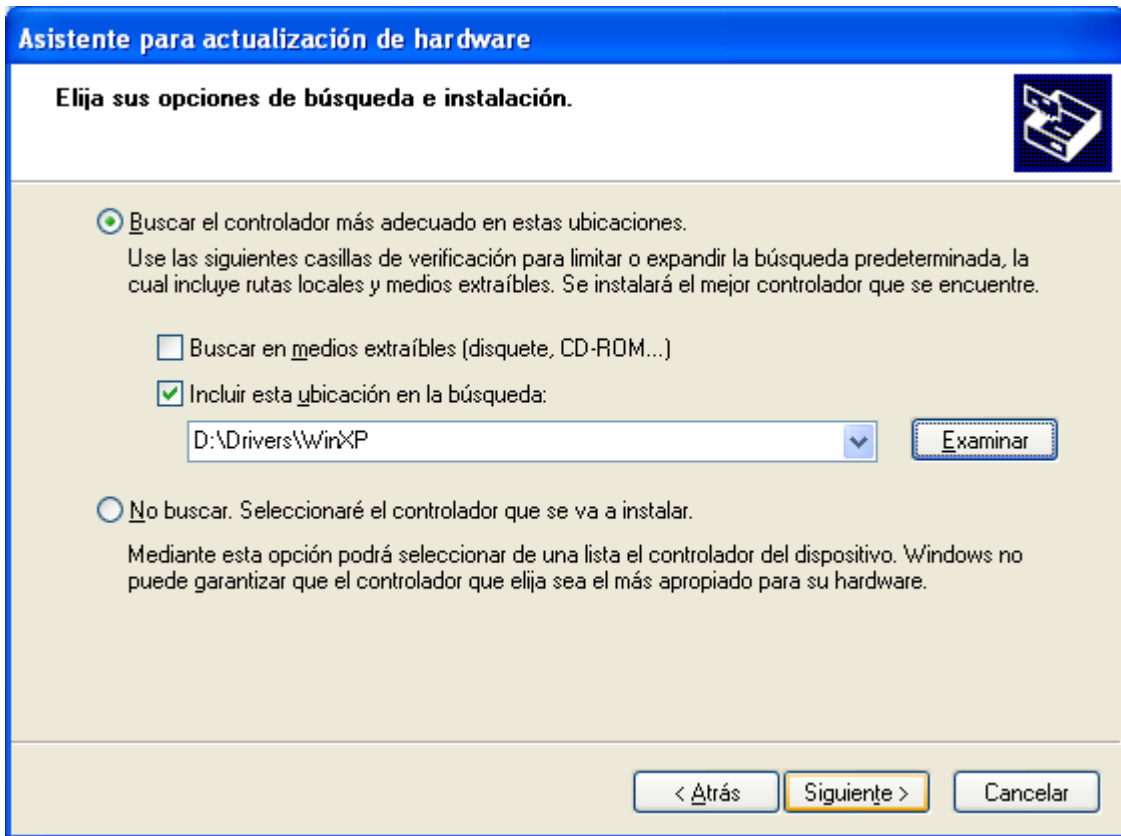 Asistente para actualización de hardware
Elija sus opciones de búsqueda e instalación.
Buscar el controlador más adecuado en estas ubicaciones.
Use las siguientes casillas de verificación para limitar o expandir la búsqueda predeterminada, la
cual incluye rutas locales y medios extraíbles. Se instalará el mejor controlador que se encuentre.
Buscar en medios extraíbles (disquete, CD-ROM...)
Incluir esta ubicación en la búsqueda:
D:\Drivers\WinXP
Examinar
No buscar. Seleccionaré el controlador que se va a instalar.
Mediante esta opción podrá seleccionar de una lista el controlador del dispositivo. Windows no
puede garantizar que el controlador que elija sea el más apropiado para su hardware.
< Atrás
Siguiente >
Cancelar